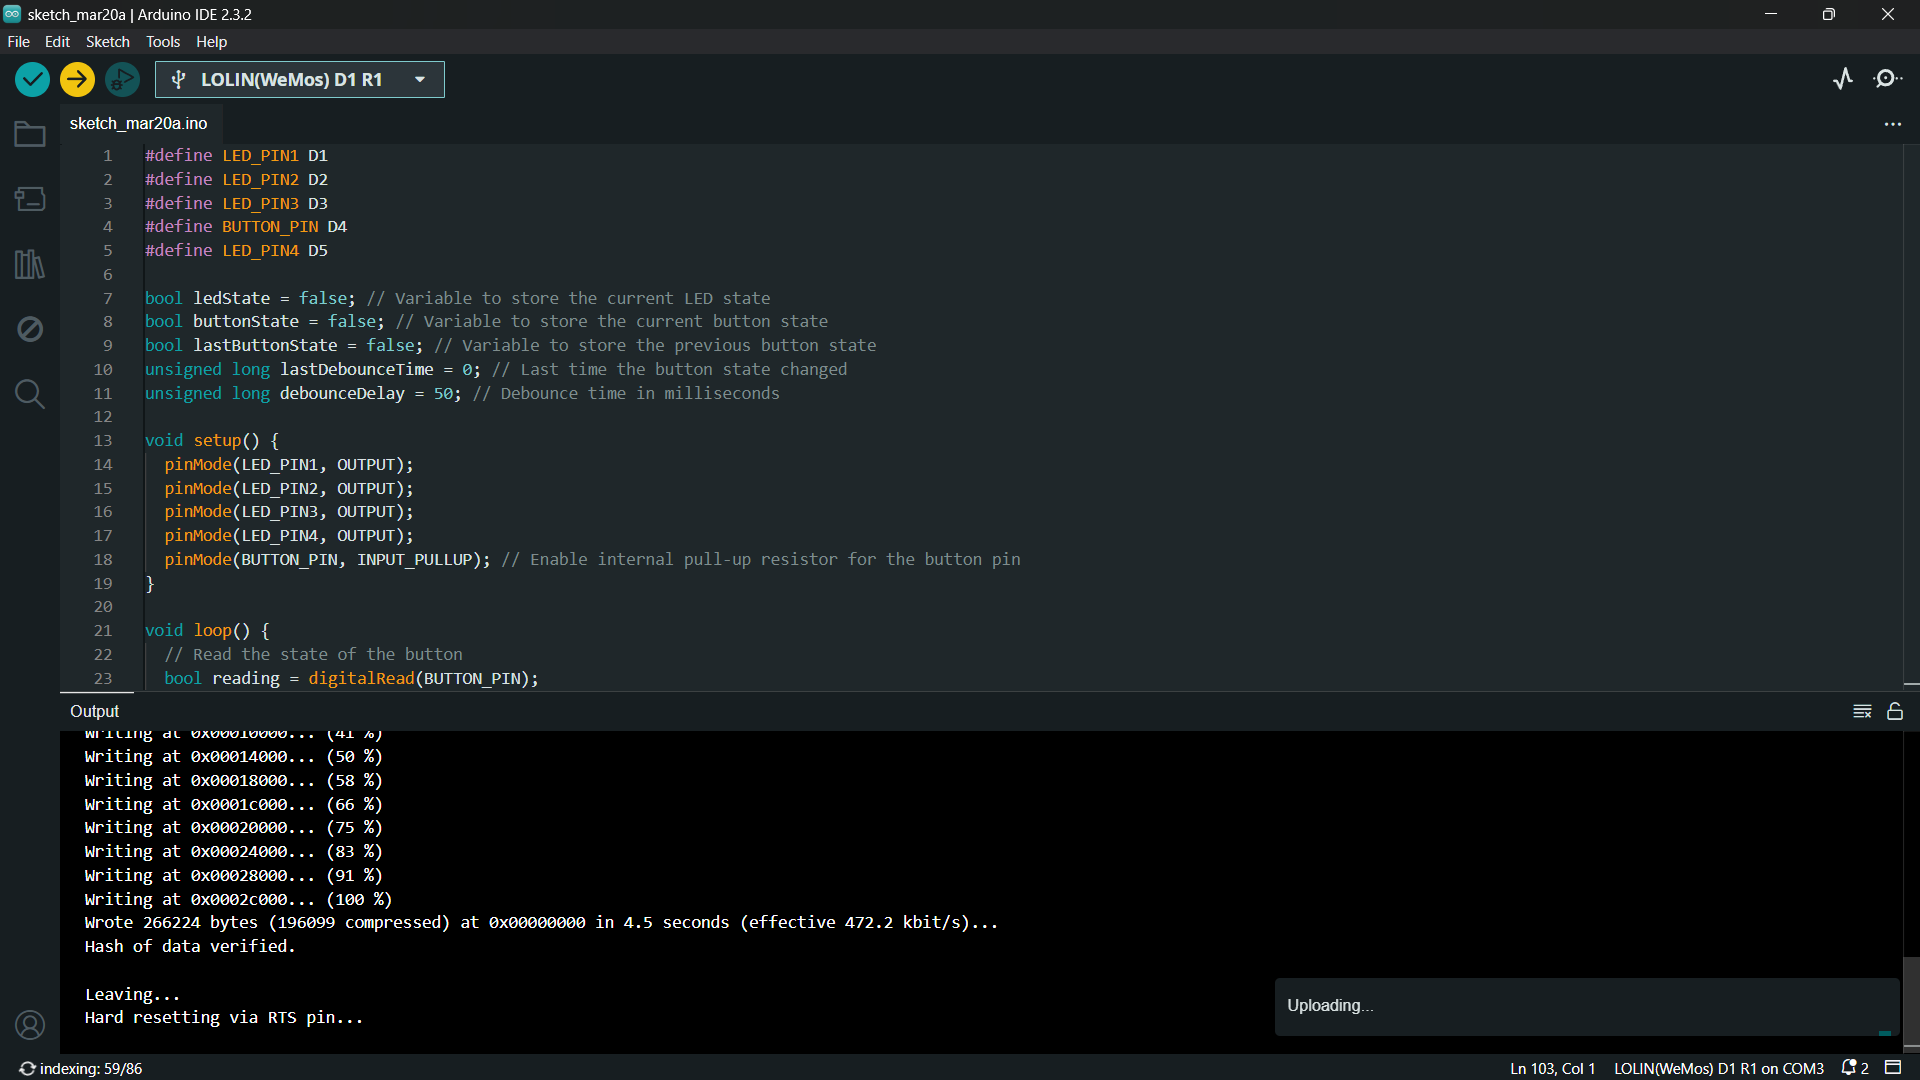 sketch_mar20a | Arduino IDE 2.3.2
File Edit Sketch Tools Help
LOLIN(WeMos) D1 R1
sketch_mar20a.ino
1 #define LED_PIN1 D1
2 #define LED_PIN2 D2
3 #define LED_PIN3 D3
4 #define BUTTON_PIN D4
5 #define LED_PIN4 D5
6
7 bool ledState = false; // Variable to store the current LED state
8 bool buttonState = false; // Variable to store the current button state
9 bool lastButtonState = false; // Variable to store the previous button state
10 unsigned long lastDebounceTime = 0; // Last time the button state changed
11 unsigned long debounceDelay = 50; // Debounce time in milliseconds
12
13 void setup() {
14 pinMode(LED_PIN1, OUTPUT);
15 pinMode(LED_PIN2, OUTPUT);
16 pinMode(LED_PIN3, OUTPUT);
17 pinMode(LED_PIN4, OUTPUT);
18 pinMode(BUTTON_PIN, INPUT_PULLUP); // Enable internal pull-up resistor for the button pin
19 }
20
21 void loop() {
22 // Read the state of the button
23 bool reading = digitalRead(BUTTON_PIN);
Output
Writing at 0x00010000... (41 %)
Writing at 0x00014000... (50 %)
Writing at 0x00018000... (58 %)
Writing at 0x0001c000... (66 %)
Writing at 0x00020000... (75 %)
Writing at 0x00024000... (83 %)
Writing at 0x00028000... (91 %)
Writing at 0x0002c000... (100 %)
Wrote 266224 bytes (196099 compressed) at 0x00000000 in 4.5 seconds (effective 472.2 kbit/s)...
Hash of data verified.
Leaving...
Hard resetting via RTS pin...
Uploading...
indexing: 59/86
Ln 103, Col 1 LOLIN(WeMos) D1 R1 on COM3 2